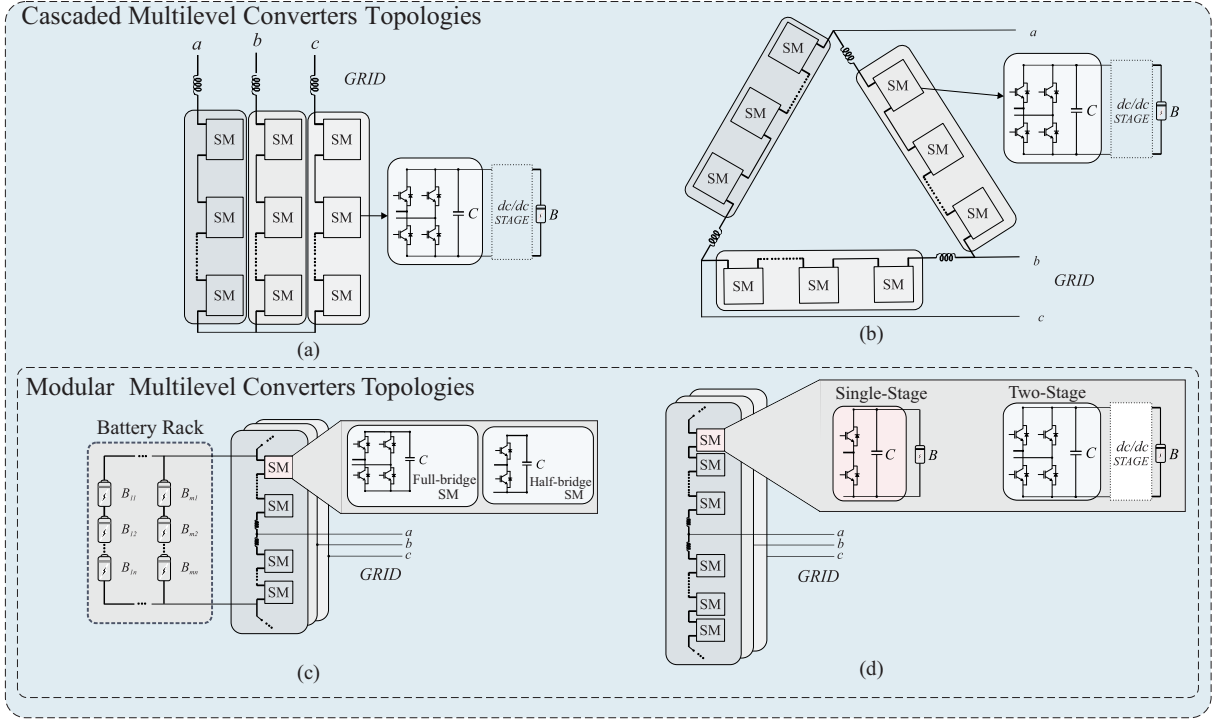 Cascaded Multilevel Converters Topologies
a
b
c
GRID
SM
SM
SM
SM
SM
SM
SM
SM
SM
C
dc/dc
STAGE
B
(a)
SM
SM
SM
SM
SM
SM
SM
SM
SM
a
C
dc/dc
STAGE
B
b
GRID
c
(b)
Modular Multilevel Converters Topologies
Battery Rack
B11
Bm1
B12
Bm2
B1n
Bmn
SM
SM
SM
SM
C
Full-bridge
SM
C
Half-bridge
SM
a
b
c
GRID
(c)
SM
SM
SM
SM
SM
SM
Single-Stage
C
B
Two-Stage
C
dc/dc
STAGE
B
a
b
c
GRID
(d)